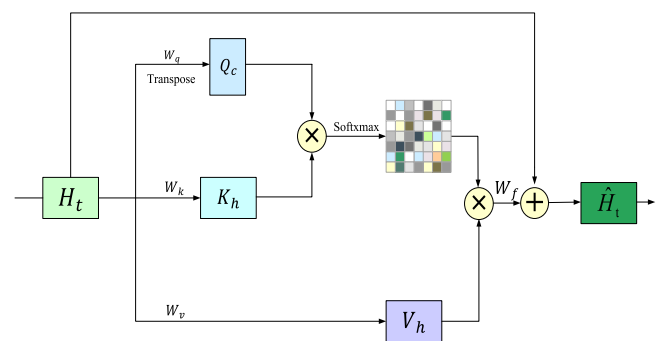 W_q
Transpose
Q_c
Softxmax
H_t
W_k
K_h
W_f
Ĥ_t
W_v
V_h